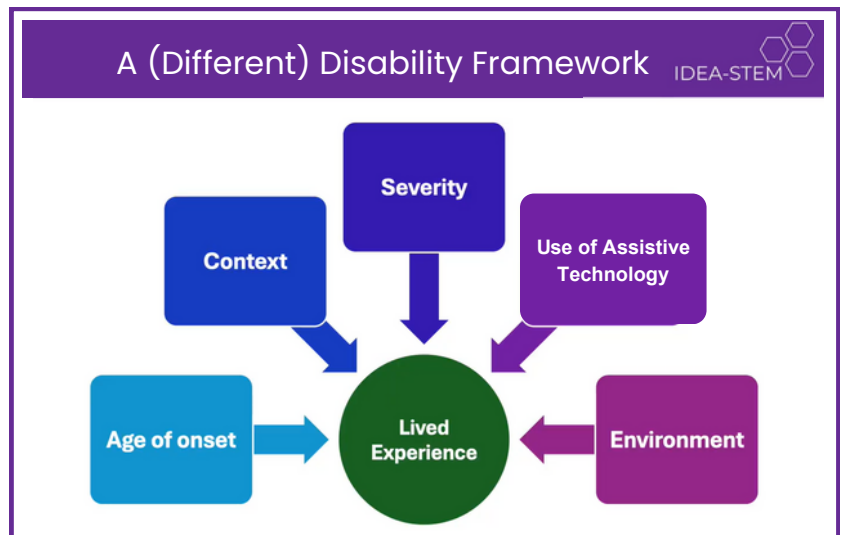 A (Different) Disability Framework
IDEA-STEM
Severity
Context
Use of Assistive
Technology
Age of onset
Lived
Experience
Environment